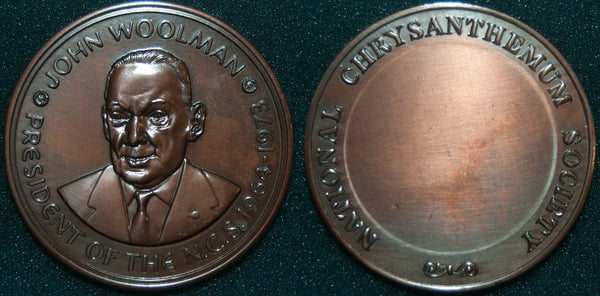 JOHN WOOLMAN
PRESIDENT OF THE N.C.S. 1964-1973
NATIONAL CHRYSANTHEMUM SOCIETY